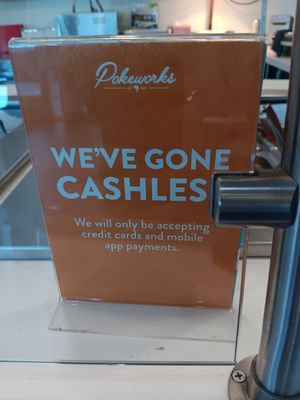 Pokeworks
WE'VE GONE
CASHLES
We will only be accepting
credit cards and mobile
app payments.